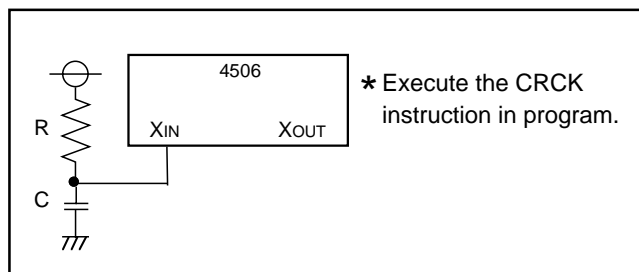 4506
* Execute the CRCK
instruction in program.
R
XIN
XOUT
C